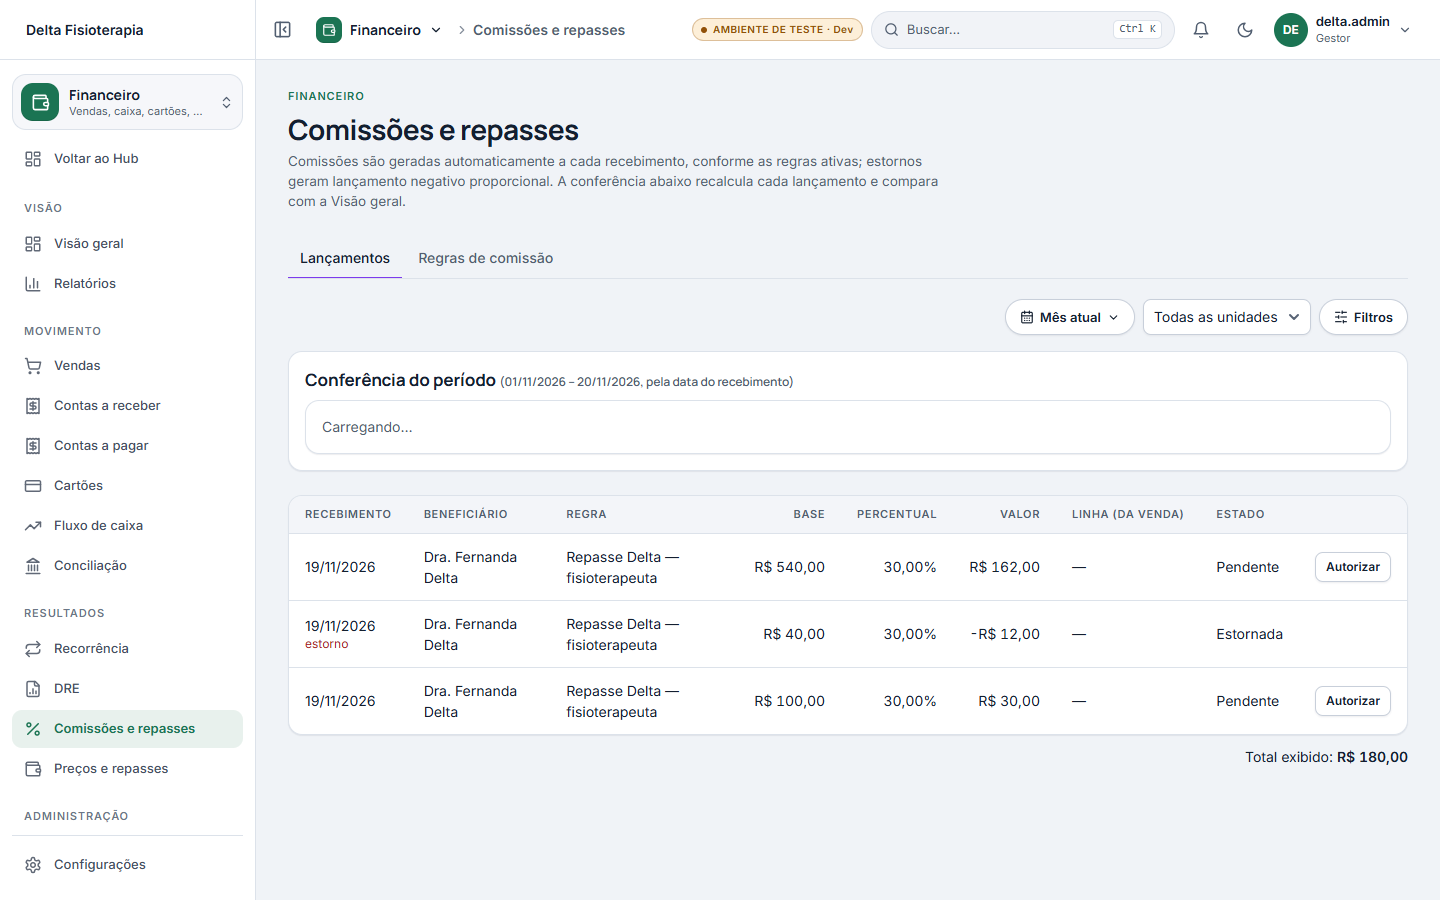 Delta Fisioterapia
Financeiro
Comissões e repasses
AMBIENTE DE TESTE · Dev
Buscar...
Ctrl K
DE
delta.admin
Gestor
Financeiro
Vendas, caixa, cartões, ...
Voltar ao Hub
VISÃO
Visão geral
Relatórios
MOVIMENTO
Vendas
Contas a receber
Contas a pagar
Cartões
Fluxo de caixa
Conciliação
RESULTADOS
Recorrência
DRE
Comissões e repasses
Preços e repasses
ADMINISTRAÇÃO
Configurações
FINANCEIRO
Comissões e repasses
Comissões são geradas automaticamente a cada recebimento, conforme as regras ativas; estornos
geram lançamento negativo proporcional. A conferência abaixo recalcula cada lançamento e compara
com a Visão geral.
Lançamentos
Regras de comissão
Mês atual
Todas as unidades
Filtros
Conferência do período (01/11/2026 – 20/11/2026, pela data do recebimento)
Carregando...
RECEBIMENTO BENEFICIÁRIO REGRA BASE PERCENTUAL VALOR LINHA (DA VENDA) ESTADO
19/11/2026 Dra. Fernanda Delta Repasse Delta — fisioterapeuta R$ 540,00 30,00% R$ 162,00 — Pendente Autorizar
19/11/2026 estorno Dra. Fernanda Delta Repasse Delta — fisioterapeuta R$ 40,00 30,00% -R$ 12,00 — Estornada
19/11/2026 Dra. Fernanda Delta Repasse Delta — fisioterapeuta R$ 100,00 30,00% R$ 30,00 — Pendente Autorizar
Total exibido: R$ 180,00